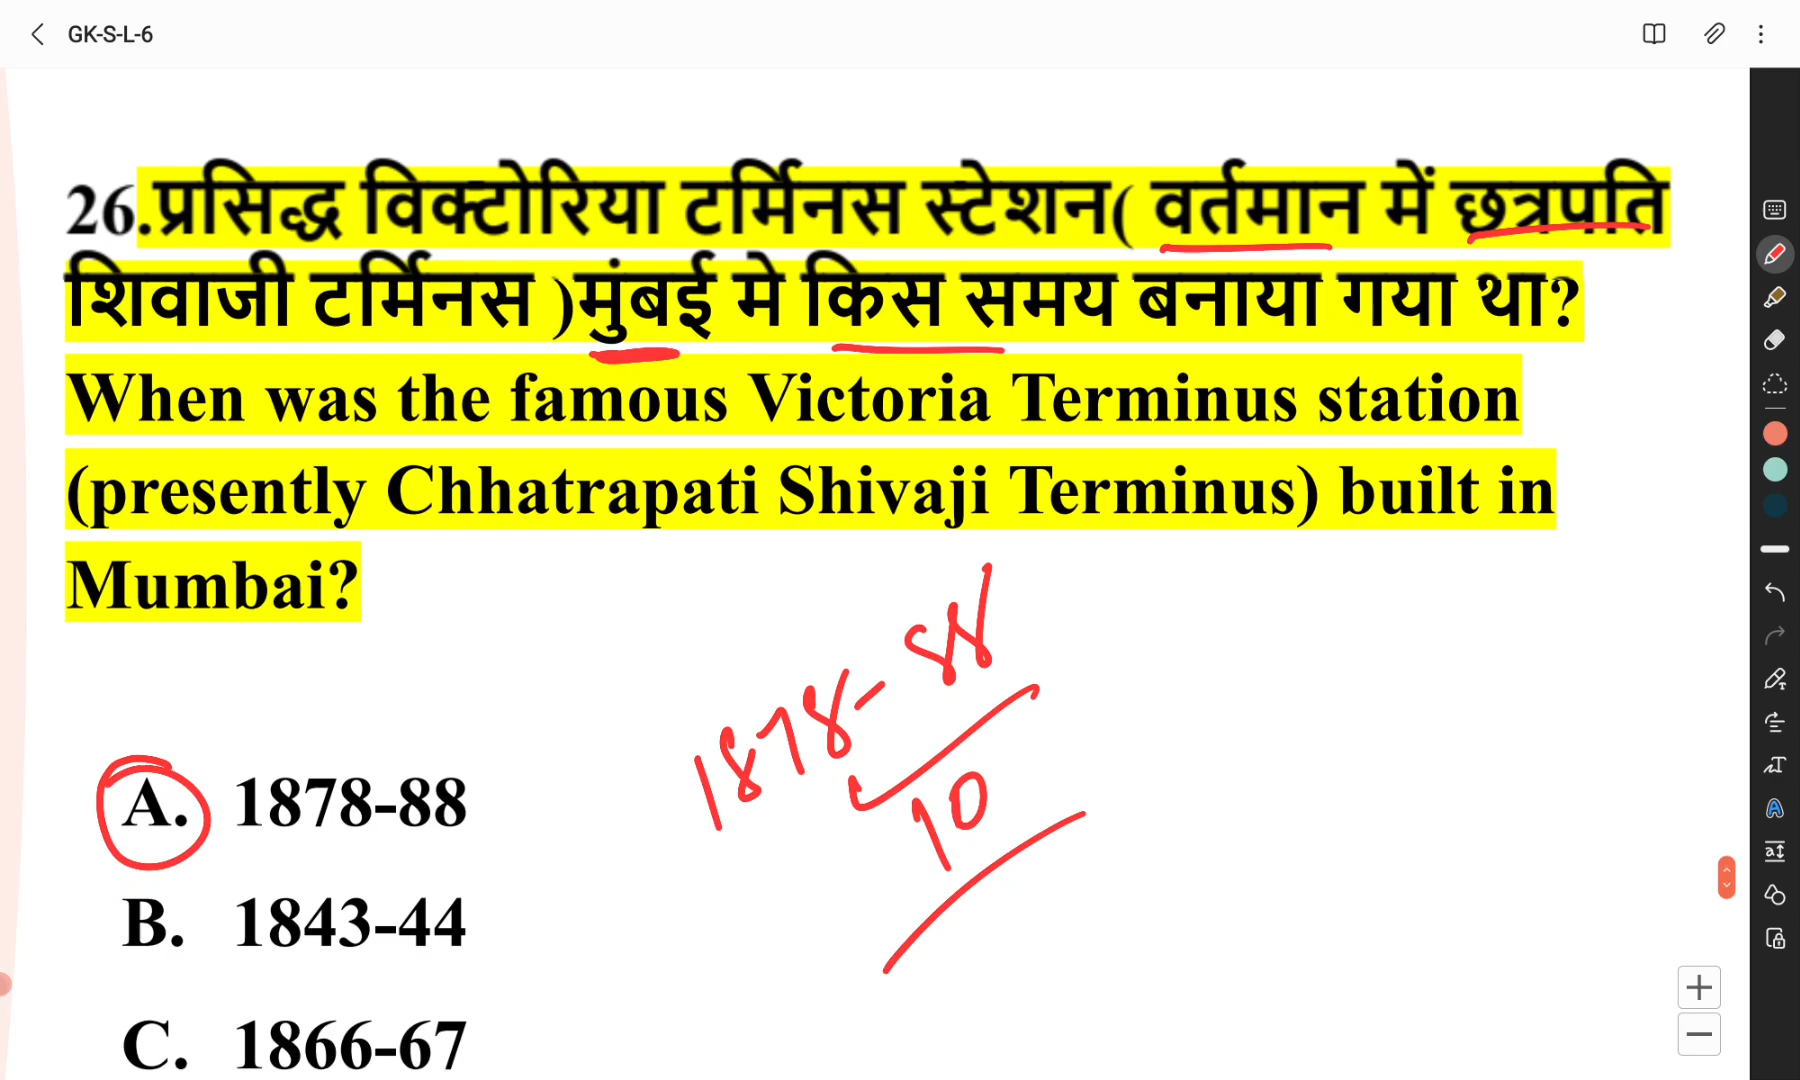 GK-S-L-6
26.प्रसिद्ध विक्टोरिया टर्मिनस स्टेशन( वर्तमान में छत्रपति
शिवाजी टर्मिनस )मुंबई मे किस समय बनाया गया था?
When was the famous Victoria Terminus station
(presently Chhatrapati Shivaji Terminus) built in
Mumbai?
1878-88
10
A. 1878-88
B. 1843-44
C. 1866-67